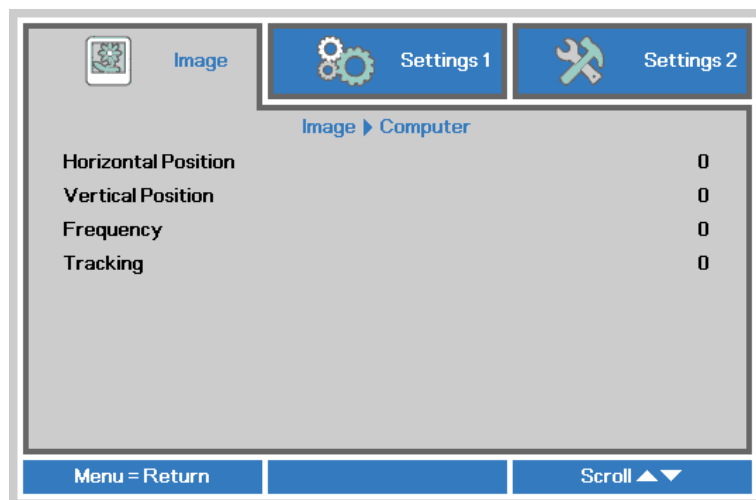 Image
Settings 1
Settings 2
Image Computer
Horizontal Position 0
Vertical Position 0
Frequency 0
Tracking 0
Menu = Return
Scroll